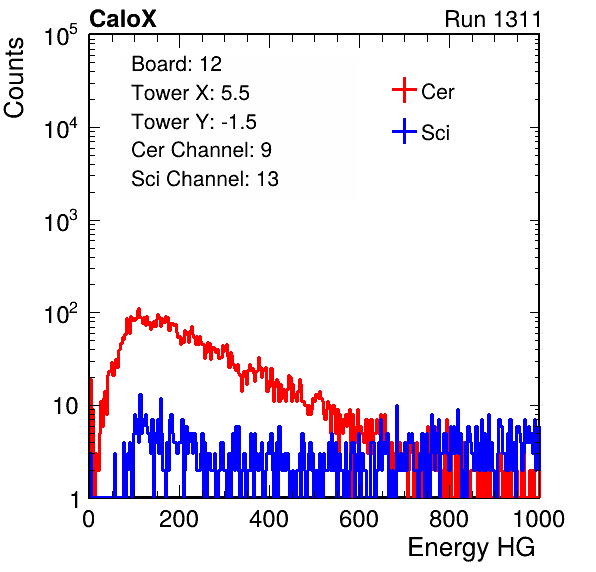 CaloX Run 1311
Counts
Board: 12
Tower X: 5.5
Tower Y: -1.5
Cer Channel: 9
Sci Channel: 13
Cer
Sci
10^5
10^4
10^3
10^2
10
1
0 200 400 600 800 1000
Energy HG